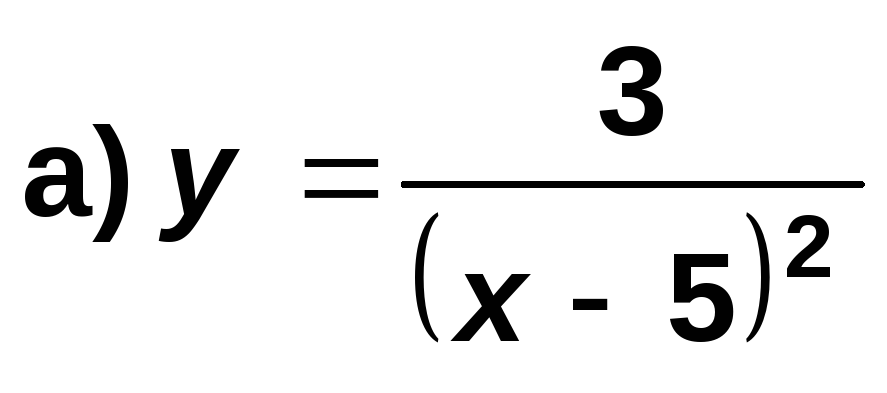 a) y = 3/(x - 5)²